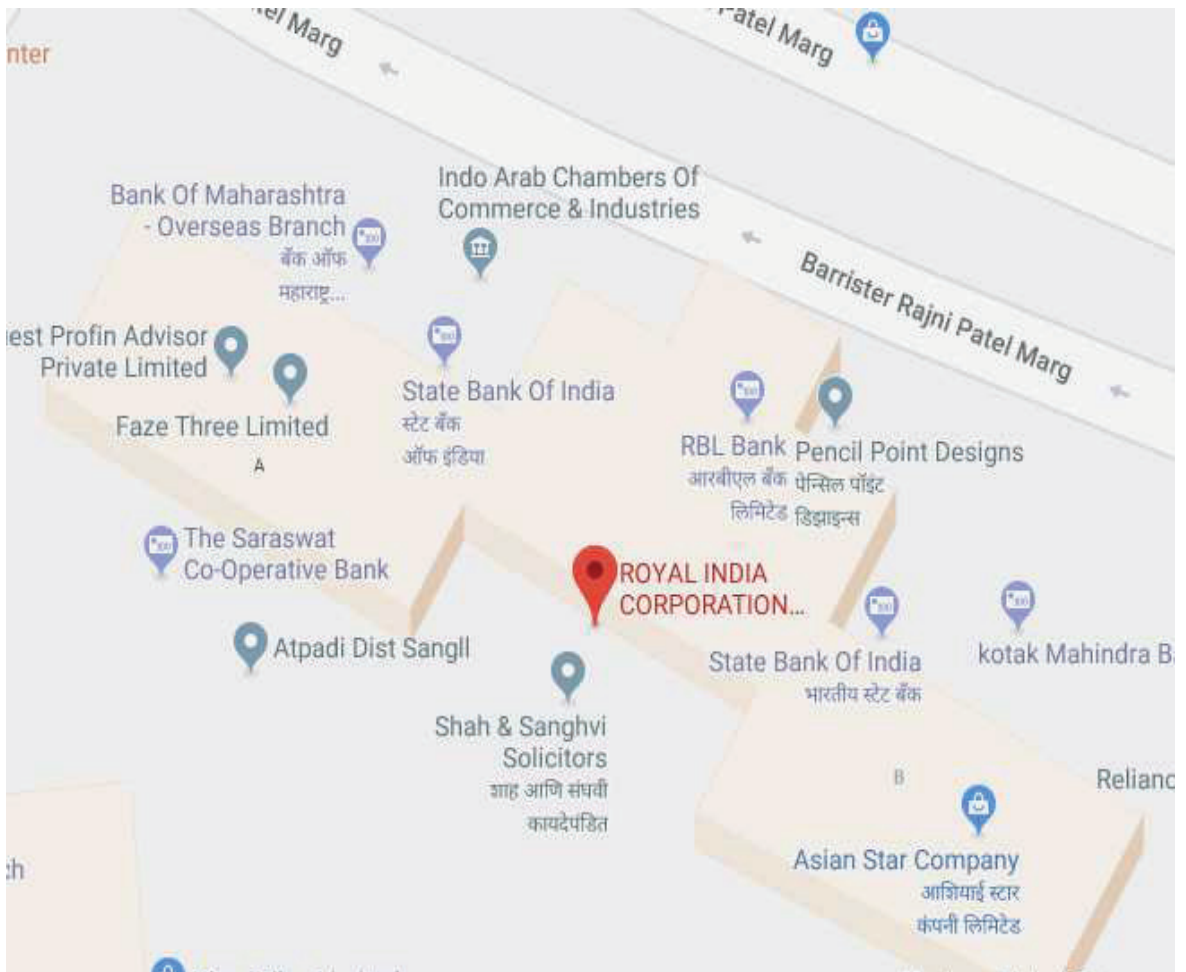 el Marg
Patel Marg
nter
Bank Of Maharashtra
- Overseas Branch
बँक ऑफ
महाराष्ट्र...
Indo Arab Chambers Of
Commerce & Industries
Barrister Rajni Patel Marg
est Profin Advisor
Private Limited
Faze Three Limited
A
State Bank Of India
स्टेट बँक
ऑफ इंडिया
RBL Bank
आरबीएल बँक
लिमिटेड
Pencil Point Designs
पेन्सिल पॉइंट
डिझाइन्स
The Saraswat
Co-Operative Bank
ROYAL INDIA
CORPORATION...
Atpadi Dist Sangll
State Bank Of India
भारतीय स्टेट बँक
kotak Mahindra B
Shah & Sanghvi
Solicitors
शाह आणि संघवी
कायदेपंडित
B
Relianc
Asian Star Company
आशियाई स्टार
कंपनी लिमिटेड
ch